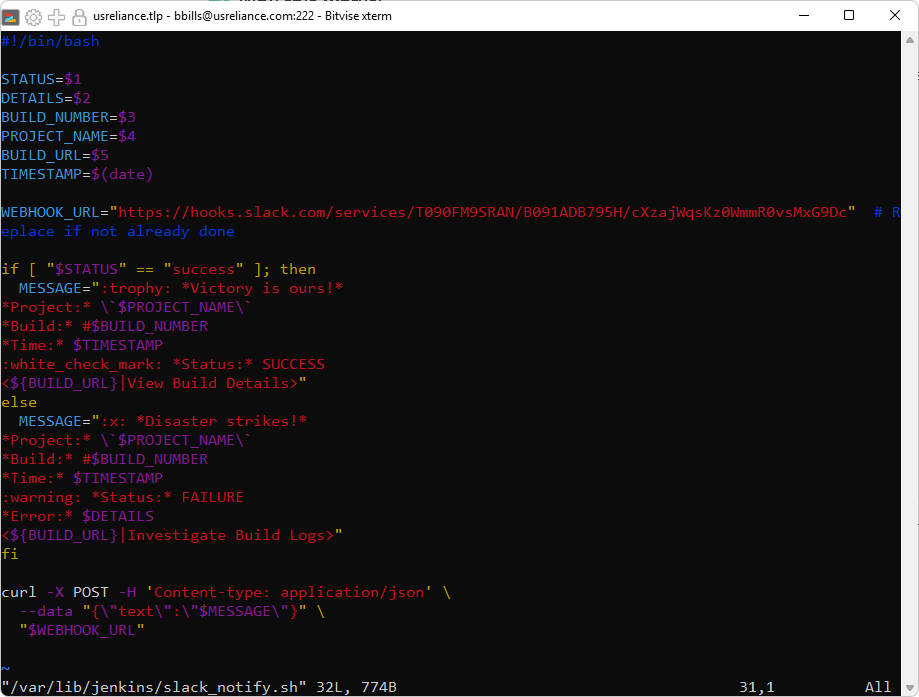 usreliance.tlp - bbills@usreliance.com:222 - Bitvise xterm
#!/bin/bash
STATUS=$1
DETAILS=$2
BUILD_NUMBER=$3
PROJECT_NAME=$4
BUILD_URL=$5
TIMESTAMP=$(date)
WEBHOOK_URL="https://hooks.slack.com/services/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"  # R
eplace if not already done
if [ "$STATUS" == "success" ]; then
  MESSAGE=":trophy: *Victory is ours!*
*Project:* \`$PROJECT_NAME\`
*Build:* #$BUILD_NUMBER
*Time:* $TIMESTAMP
:white_check_mark: *Status:* SUCCESS
<${BUILD_URL}|View Build Details>"
else
  MESSAGE=":x: *Disaster strikes!*
*Project:* \`$PROJECT_NAME\`
*Build:* #$BUILD_NUMBER
*Time:* $TIMESTAMP
:warning: *Status:* FAILURE
*Error:* $DETAILS
<${BUILD_URL}|Investigate Build Logs>"
fi
curl -X POST -H 'Content-type: application/json' \
  --data "{\"text\":\"$MESSAGE\"}" \
  "$WEBHOOK_URL"
~
"/var/lib/jenkins/slack_notify.sh" 32L, 774B 31,1 All